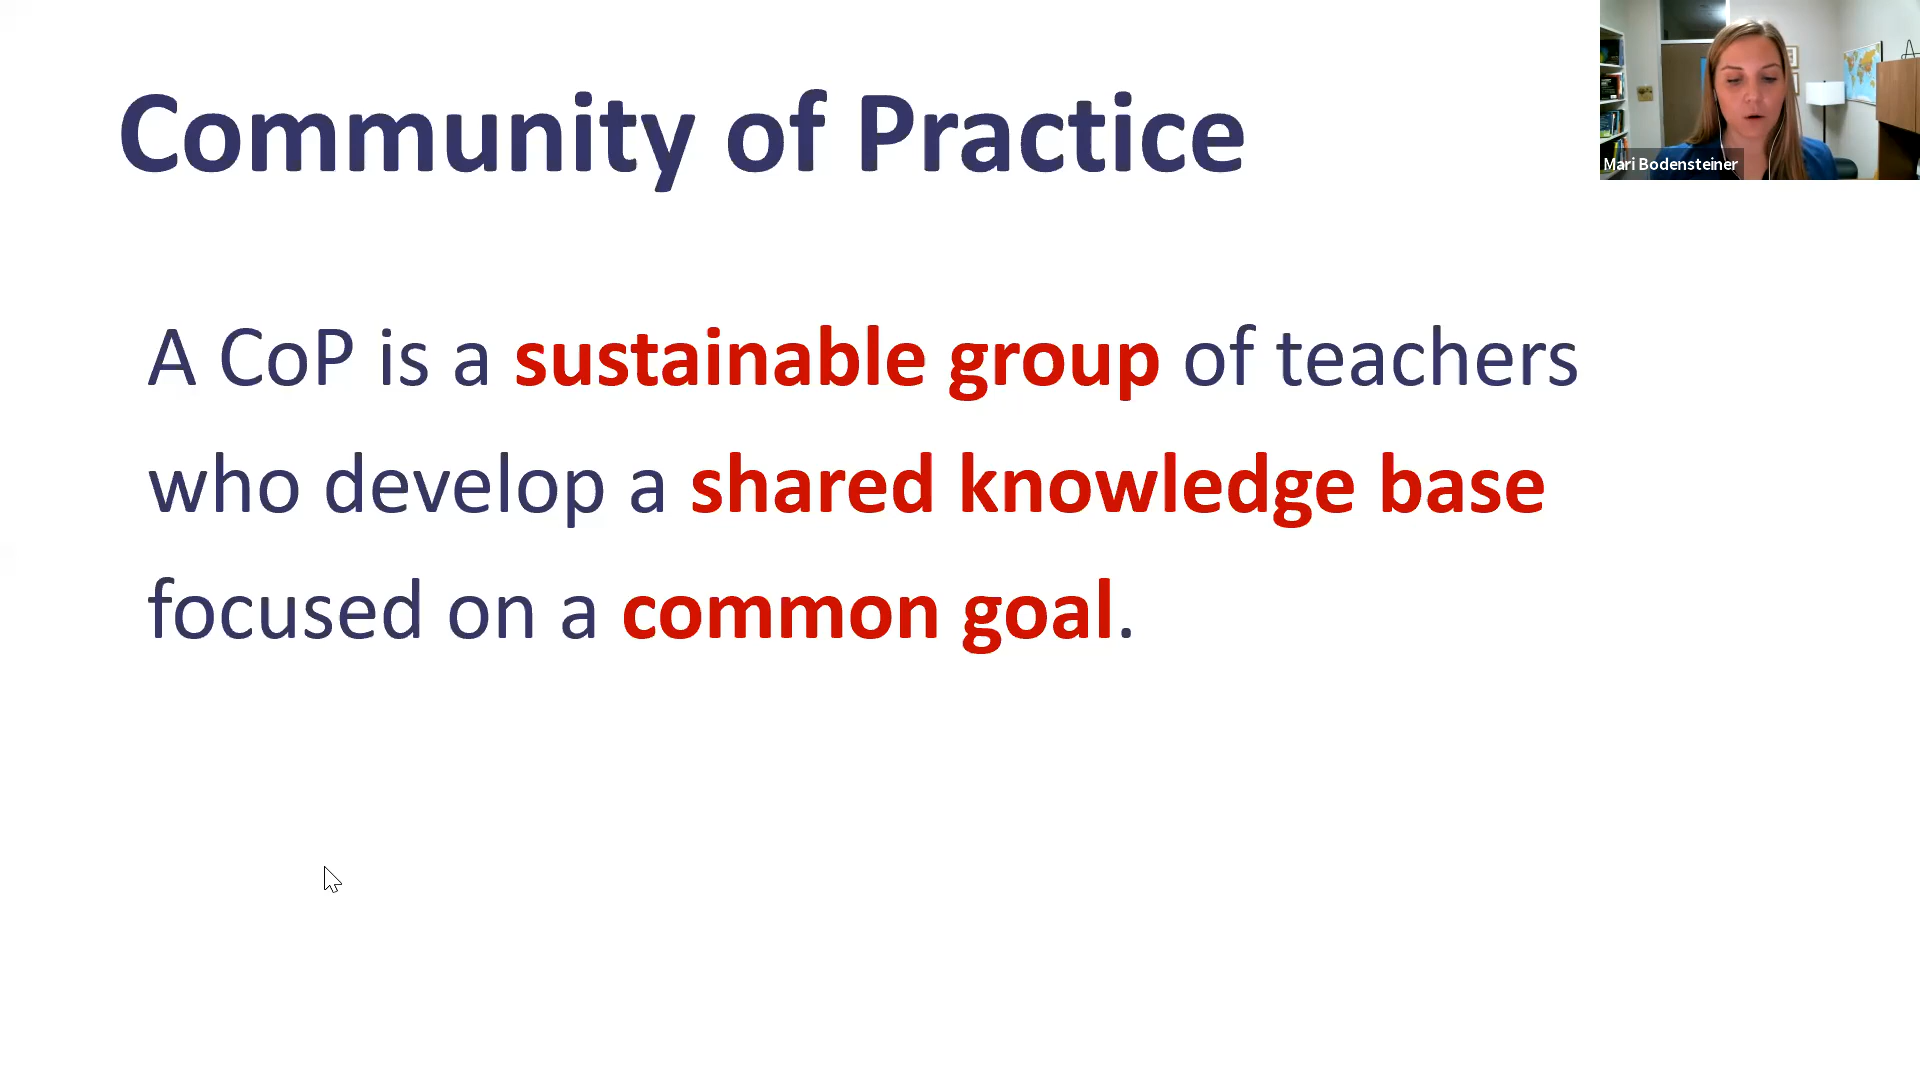 Community of Practice
Mari Bodensteiner
A CoP is a sustainable group of teachers
who develop a shared knowledge base
focused on a common goal.